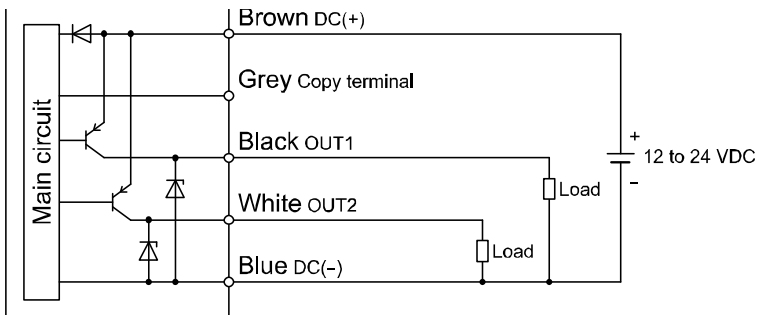 Brown DC(+)
Grey Copy terminal
Main circuit
Black OUT1
+
12 to 24 VDC
−
Load
White OUT2
Load
Blue DC(−)